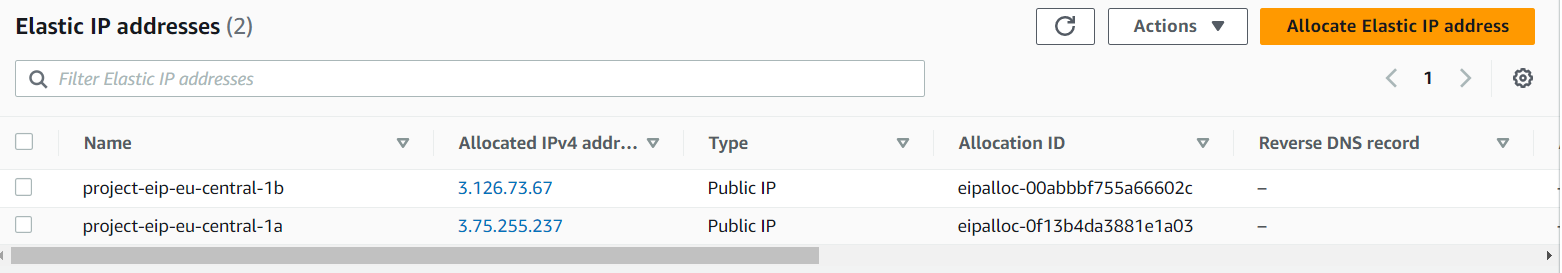 Elastic IP addresses (2)
Actions
Allocate Elastic IP address
Filter Elastic IP addresses
1
Name
Allocated IPv4 addr...
Type
Allocation ID
Reverse DNS record
project-eip-eu-central-1b
3.126.73.67
Public IP
eipalloc-00abbbf755a66602c
–
project-eip-eu-central-1a
3.75.255.237
Public IP
eipalloc-0f13b4da3881e1a03
–